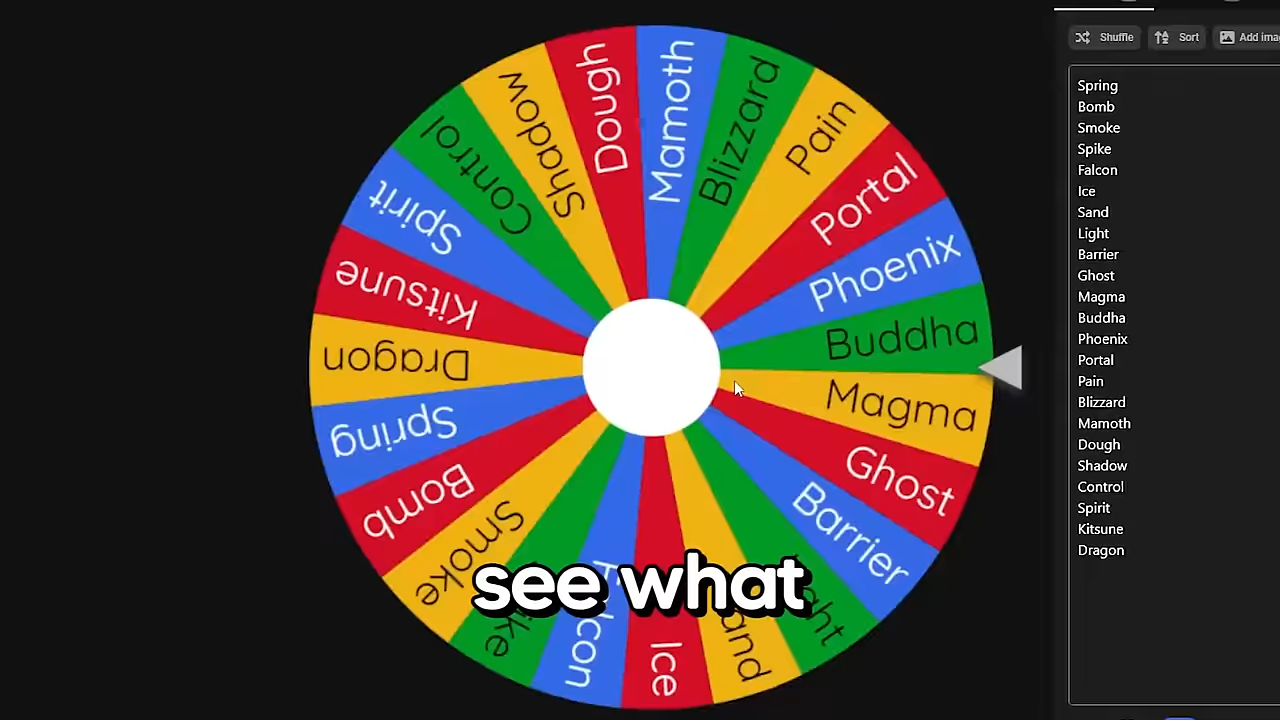 Shuffle
Sort
Add
Spring
Bomb
Smoke
Spike
Falcon
Ice
Sand
Light
Barrier
Ghost
Magma
Buddha
Phoenix
Portal
Pain
Blizzard
Mamoth
Dough
Shadow
Control
Spirit
Kitsune
Dragon
Mamoth
Blizzard
Pain
Portal
Phoenix
Buddha
Magma
Ghost
Barrier
Ice
Smoke
Bomb
Spring
Dragon
Kitsune
Spirit
Control
Shadow
Dough
see what